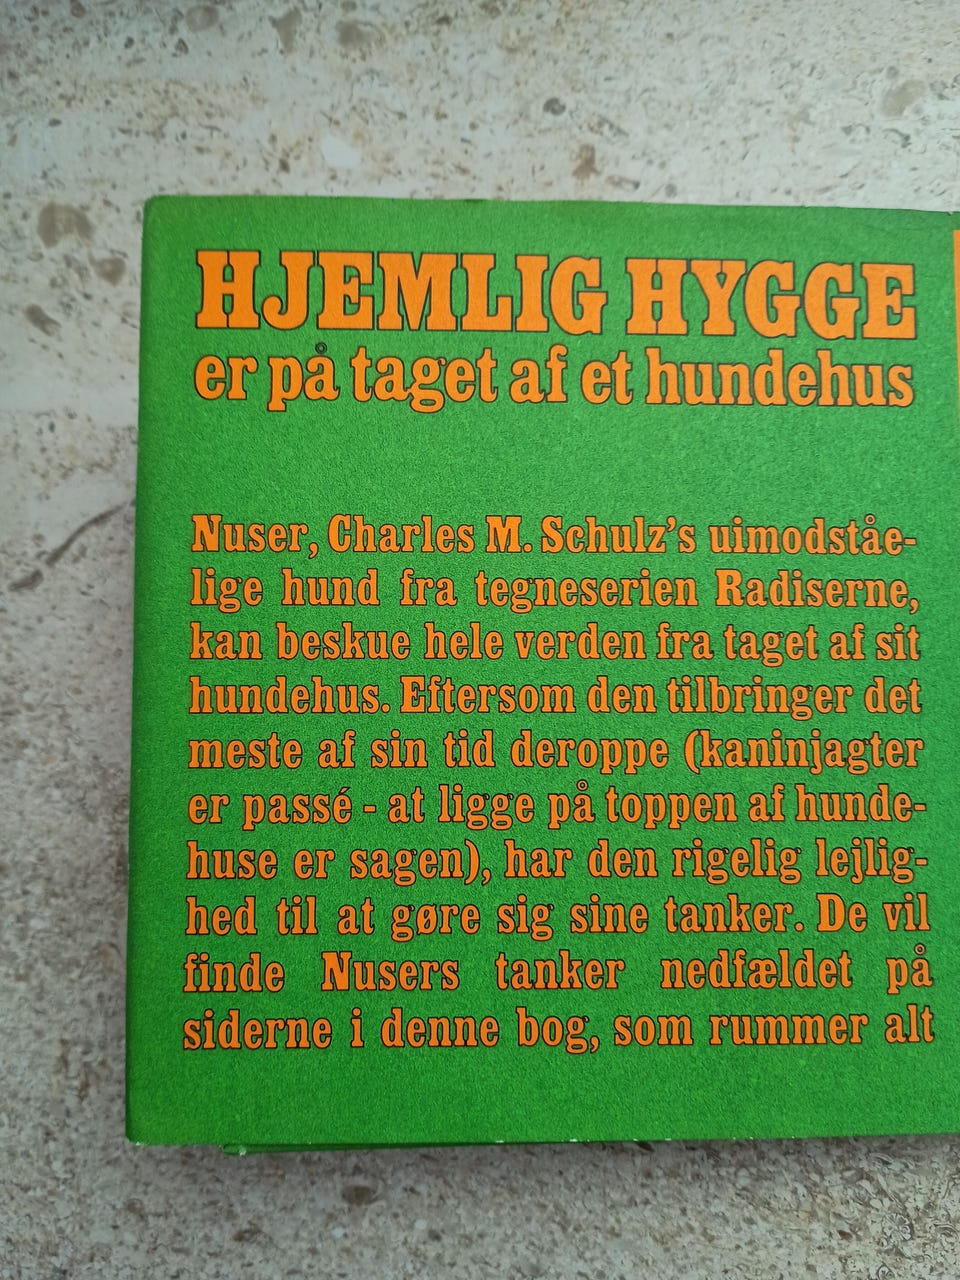 HJEMLIG HYGGE
er på taget af et hundehus
Nuser, Charles M. Schulz's uimodståe-
lige hund fra tegneserien Radiserne,
kan beskue hele verden fra taget af sit
hundehus. Eftersom den tilbringer det
meste af sin tid deroppe (kaninjagter
er passé - at ligge på toppen af hunde-
huse er sagen), har den rigelig lejlig-
hed til at gøre sig sine tanker. De vil
finde Nusers tanker nedfældet på
siderne i denne bog, som rummer alt